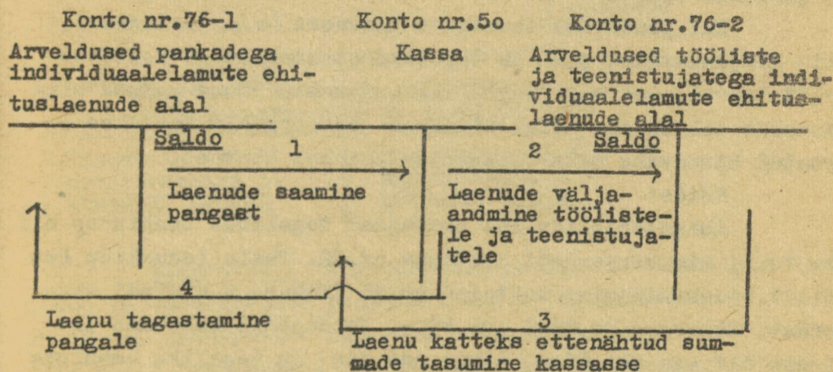 Konto nr.76-1
Arveldused pankadega
individuaalelamute ehi-
tuslaenude alal
Saldo
Konto nr.5o
Kassa
Konto nr.76-2
Arveldused tööliste
ja teenistujatega indi-
viduaalelamute ehitus-
laenude alal
Saldo
1
Laenude saamine
pangast
2
Laenude välja-
andmine töölistel-
le ja teenistuja-
tele
4
Laenu tagastamine
pangale
3
Laenu katteks ettenähtud sum-
made tasumine kassasse